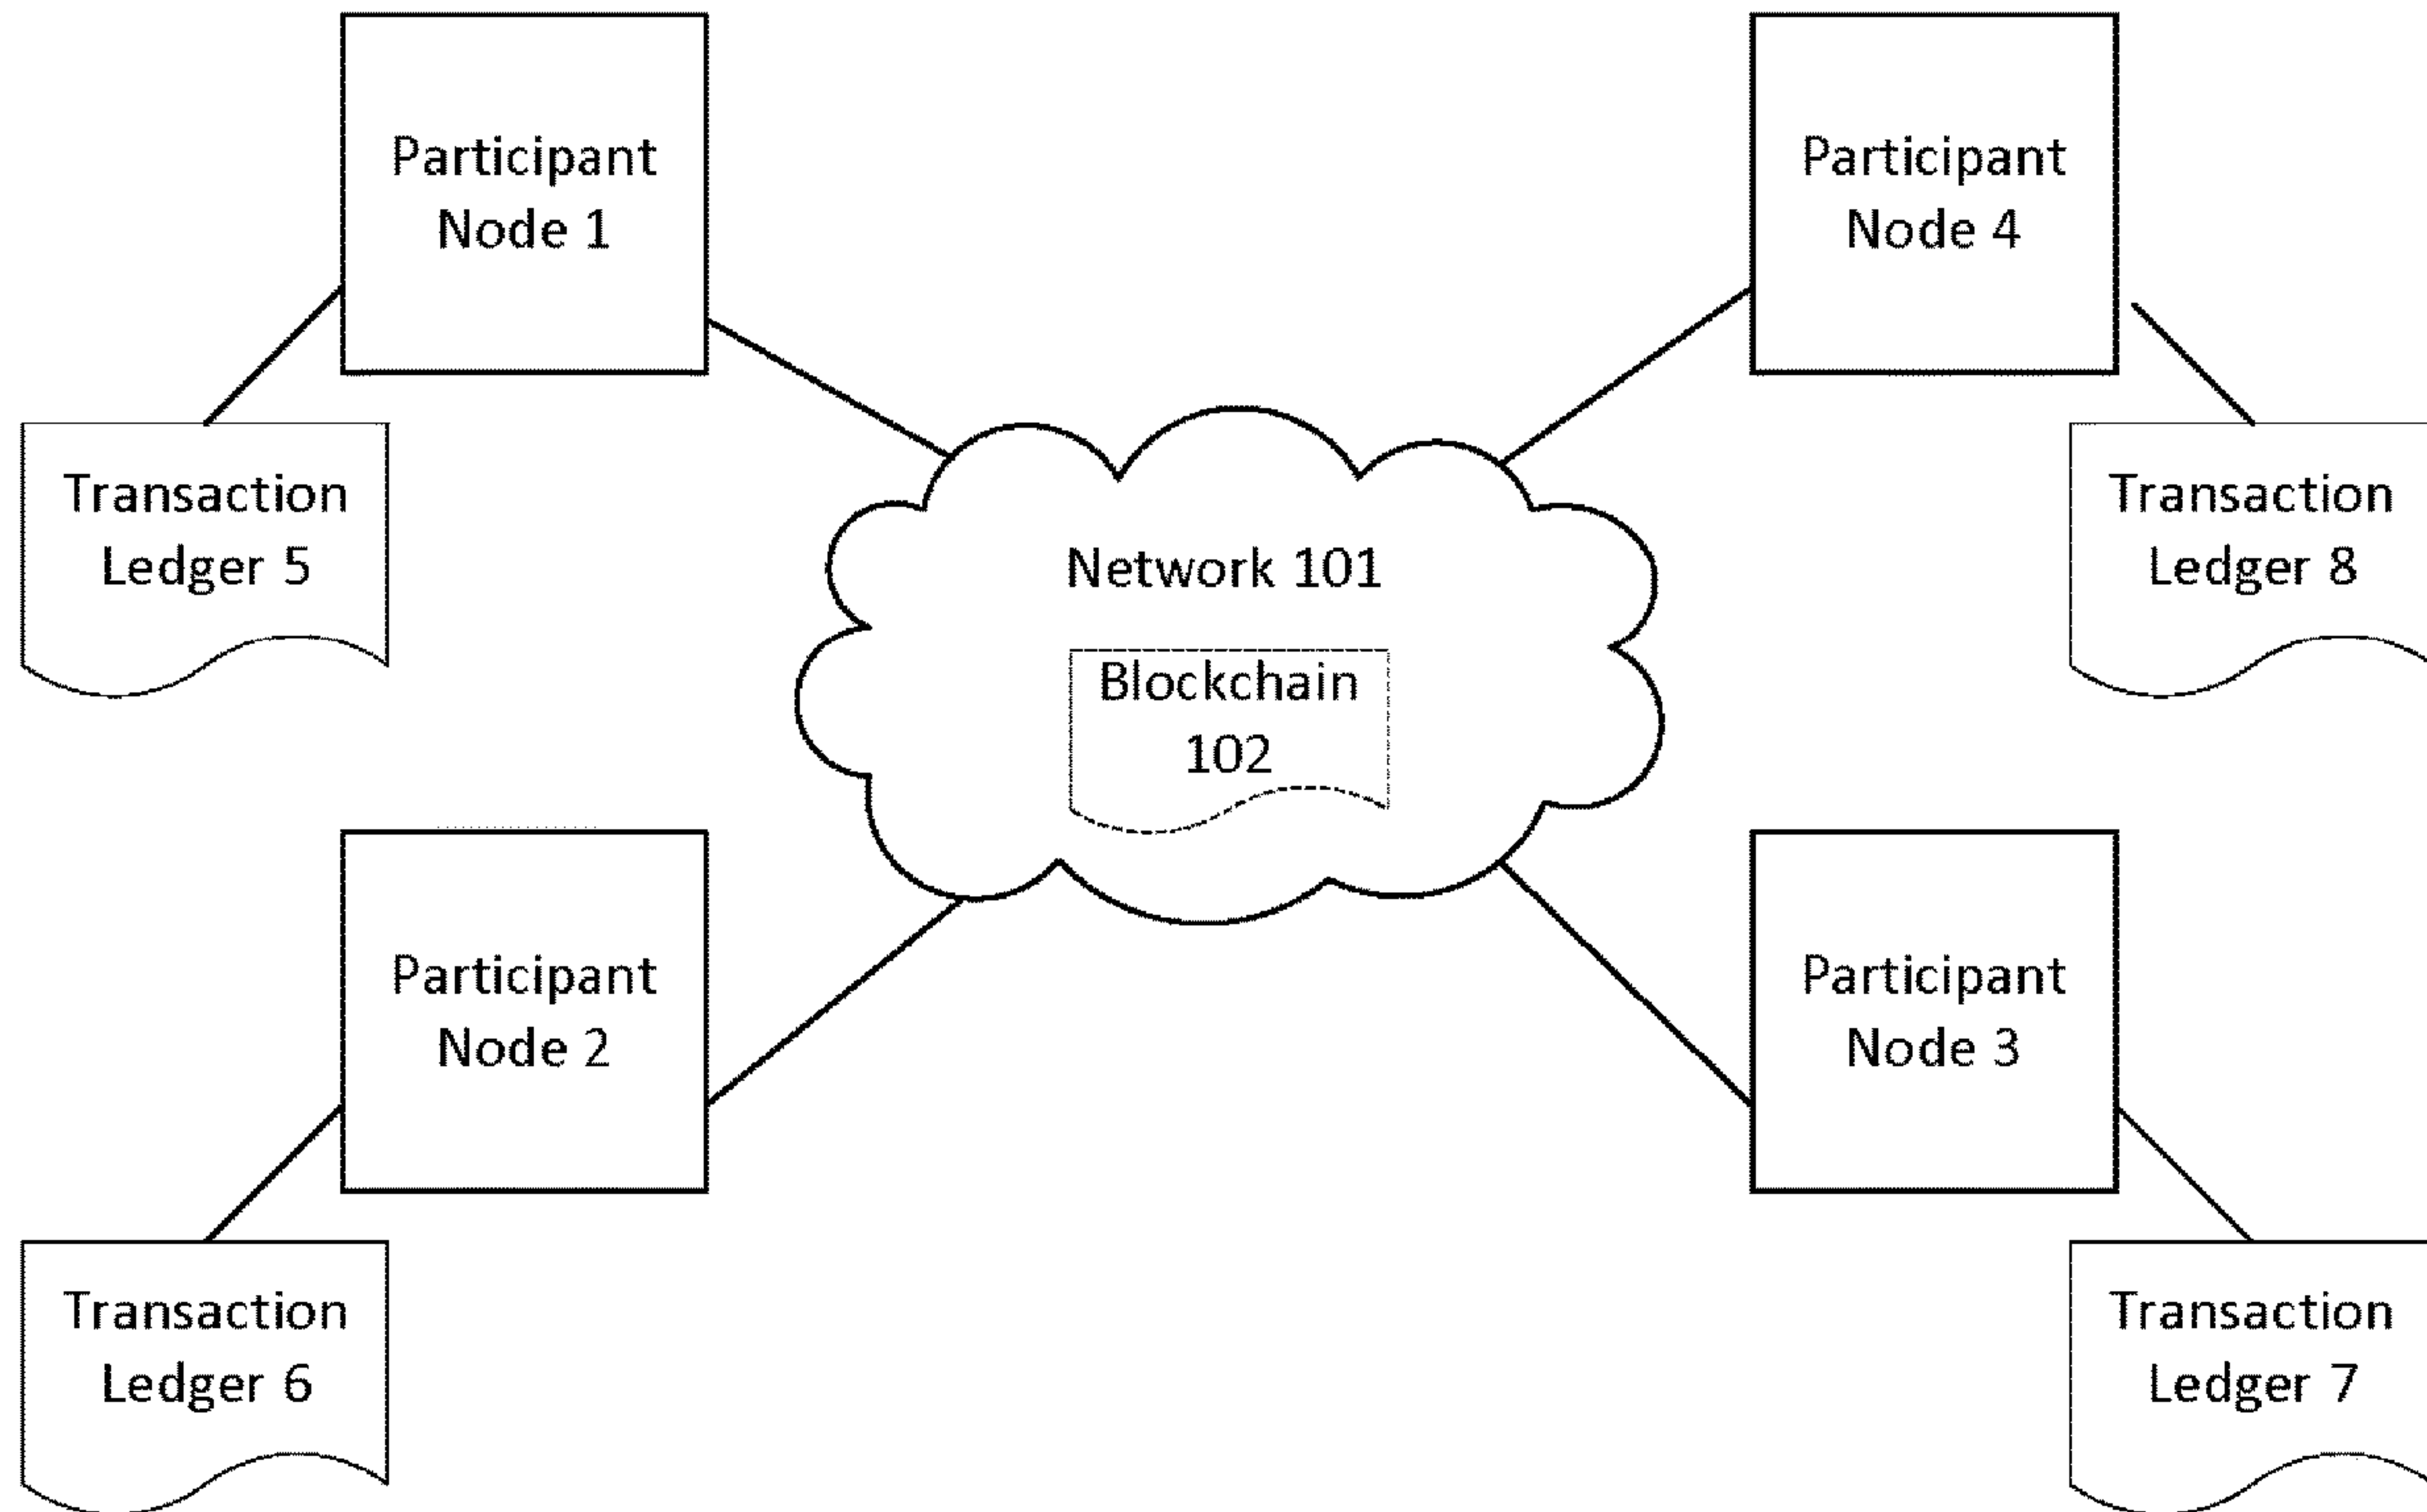 Participant
Node 1
Participant
Node 4
Transaction
Ledger 5
Network 101
Blockchain
102
Transaction
Ledger 8
Participant
Node 2
Participant
Node 3
Transaction
Ledger 6
Transaction
Ledger 7